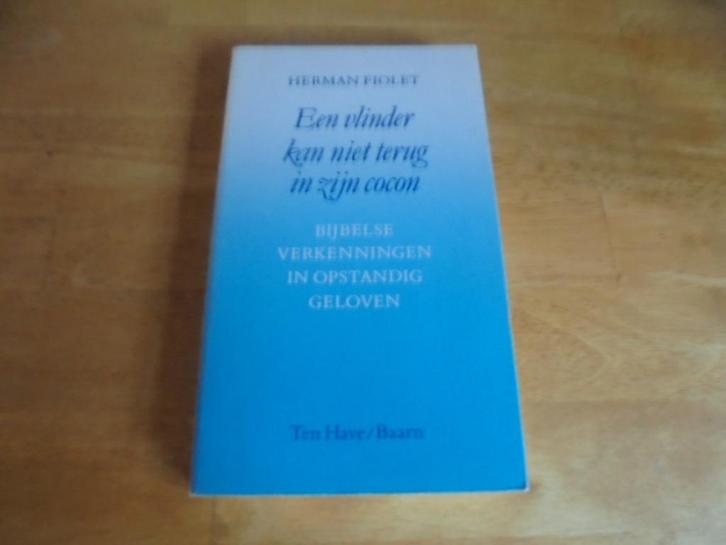 HERMAN FIOLET
Een vlinder
kan niet terug
in zijn cocon
BIJBELSE
VERKENNINGEN
IN OPSTANDIG
GELOVEN
Ten Have/Baarn